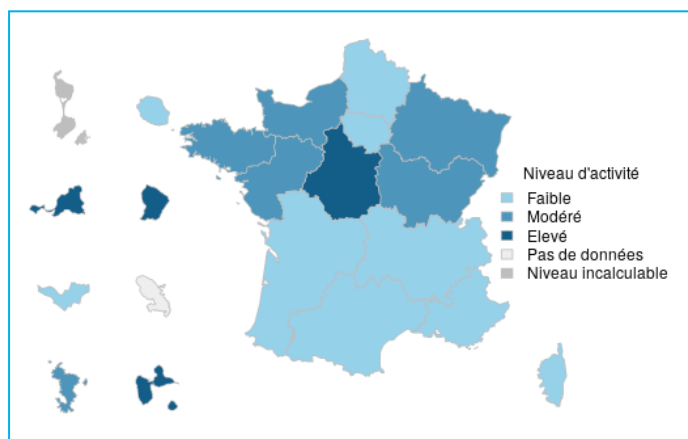 Niveau d'activité
Faible
Modéré
Elevé
Pas de données
Niveau incalculable